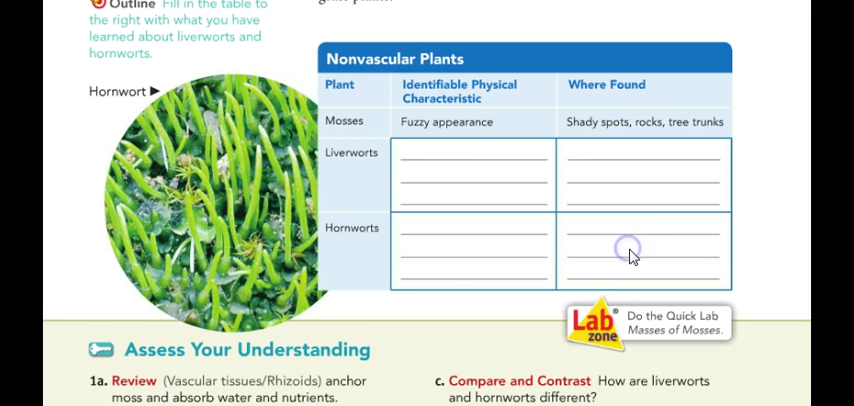 Outline Fill in the table to
the right with what you have
learned about liverworts and
hornworts.
Hornwort ▶
Nonvascular Plants
Plant
Identifiable Physical
Characteristic
Where Found
Mosses
Fuzzy appearance
Shady spots, rocks, tree trunks
Liverworts
Hornworts
Lab®
zone
Do the Quick Lab
Masses of Mosses.
Assess Your Understanding
1a. Review (Vascular tissues/Rhizoids) anchor
moss and absorb water and nutrients.
c. Compare and Contrast How are liverworts
and hornworts different?